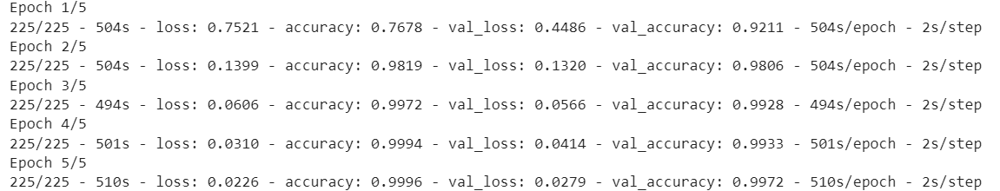 Epoch 1/5
225/225 - 504s - loss: 0.7521 - accuracy: 0.7678 - val_loss: 0.4486 - val_accuracy: 0.9211 - 504s/epoch - 2s/step
Epoch 2/5
225/225 - 504s - loss: 0.1399 - accuracy: 0.9819 - val_loss: 0.1320 - val_accuracy: 0.9806 - 504s/epoch - 2s/step
Epoch 3/5
225/225 - 494s - loss: 0.0606 - accuracy: 0.9972 - val_loss: 0.0566 - val_accuracy: 0.9928 - 494s/epoch - 2s/step
Epoch 4/5
225/225 - 501s - loss: 0.0310 - accuracy: 0.9994 - val_loss: 0.0414 - val_accuracy: 0.9933 - 501s/epoch - 2s/step
Epoch 5/5
225/225 - 510s - loss: 0.0226 - accuracy: 0.9996 - val_loss: 0.0279 - val_accuracy: 0.9972 - 510s/epoch - 2s/step